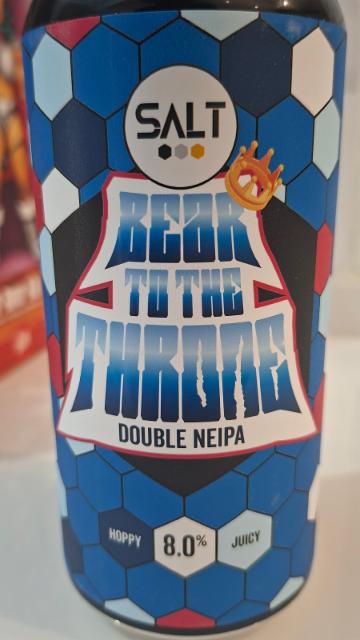 SALT
BEAR
TO THE
THRONE
DOUBLE NEIPA
HOPPY
8.0%
JUICY